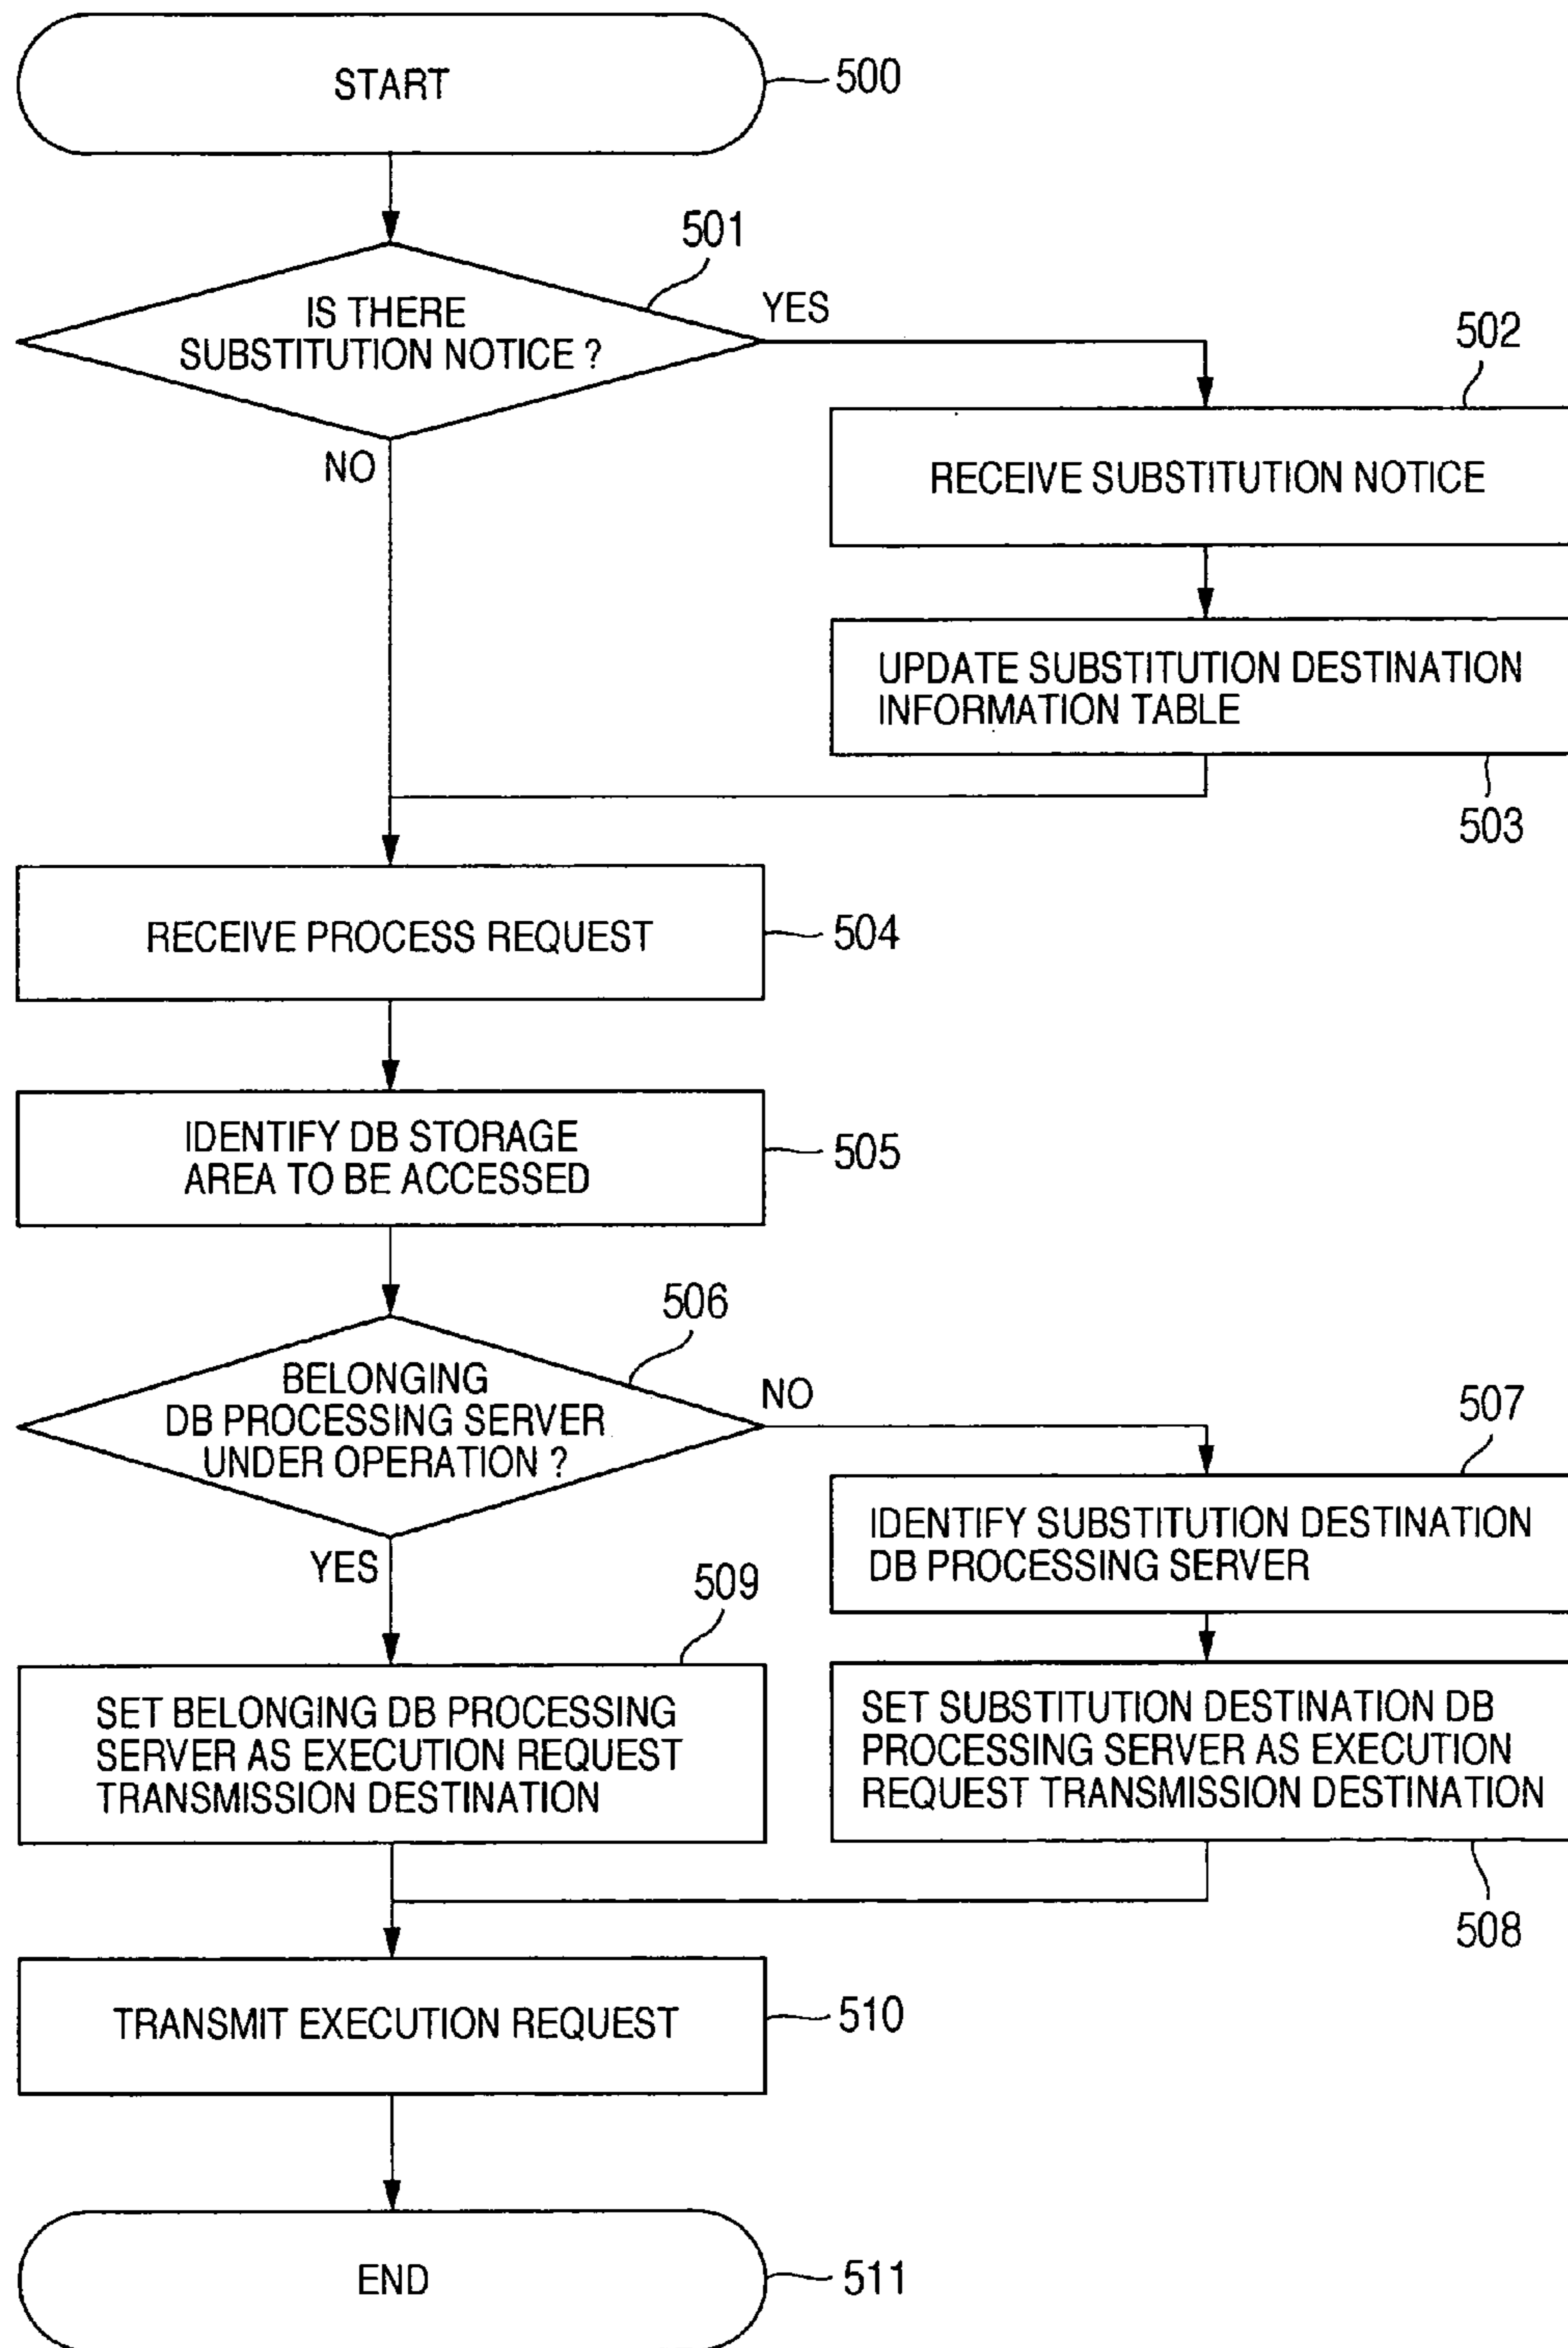 START
500
501
IS THERE
SUBSTITUTION NOTICE ?
YES
NO
502
RECEIVE SUBSTITUTION NOTICE
UPDATE SUBSTITUTION DESTINATION
INFORMATION TABLE
503
RECEIVE PROCESS REQUEST
504
IDENTIFY DB STORAGE
AREA TO BE ACCESSED
505
506
BELONGING
DB PROCESSING SERVER
UNDER OPERATION ?
NO
YES
507
IDENTIFY SUBSTITUTION DESTINATION
DB PROCESSING SERVER
509
SET BELONGING DB PROCESSING
SERVER AS EXECUTION REQUEST
TRANSMISSION DESTINATION
SET SUBSTITUTION DESTINATION DB
PROCESSING SERVER AS EXECUTION
REQUEST TRANSMISSION DESTINATION
508
TRANSMIT EXECUTION REQUEST
510
END
511